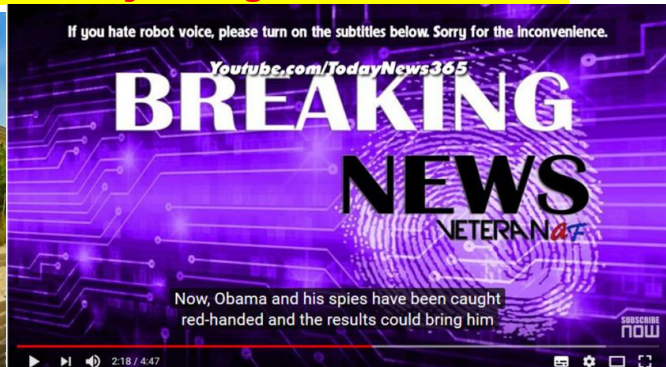 If you hate robot voice, please turn on the subtitles below. Sorry for the inconvenience.
Youtube.com/TodayNews365
BREAKING
NEWS
VETERAN aF
Now, Obama and his spies have been caught
red-handed and the results could bring him
SUBSCRIBE
NOW
2:18 / 4:47